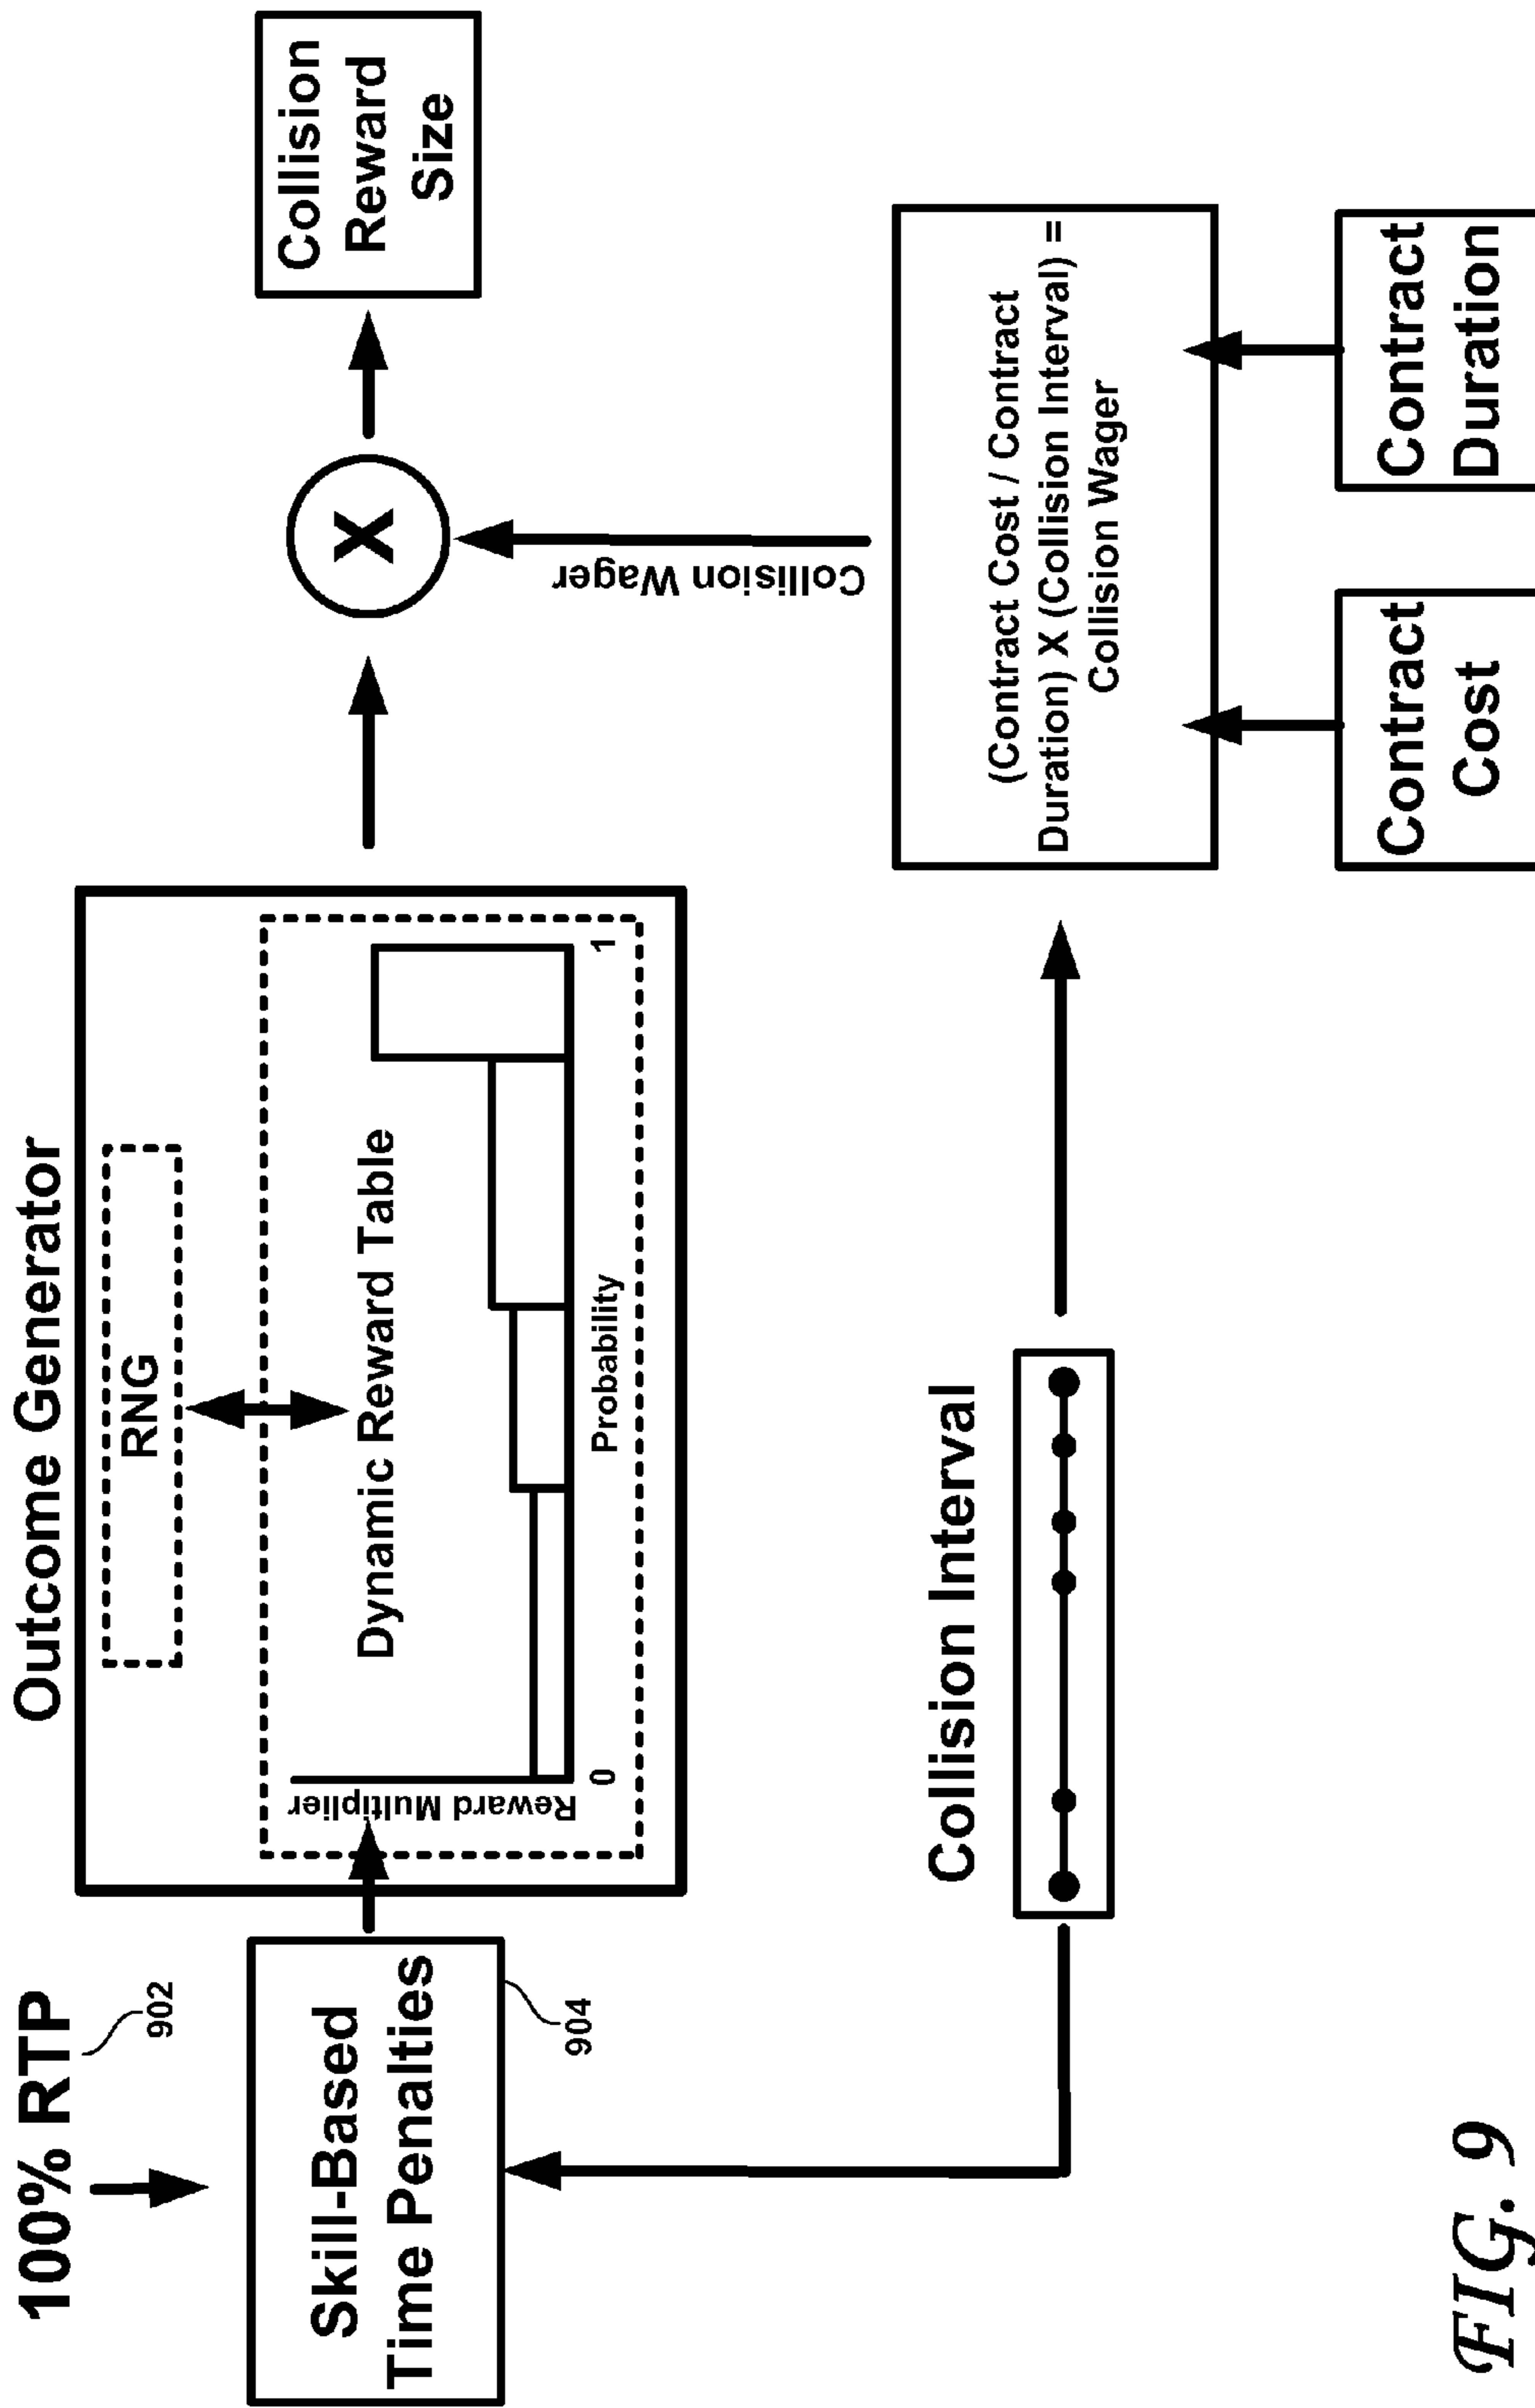 100% RTP
902
Skill-Based
Time Penalties
904
Outcome Generator
RNG
Dynamic Reward Table
Reward Multiplier
0
Probability
1
X
Collision
Reward
Size
Collision Wager
Collision Interval
(Contract Cost / Contract
Duration) X (Collision Interval) =
Collision Wager
Contract
Cost
Contract
Duration
FIG. 9